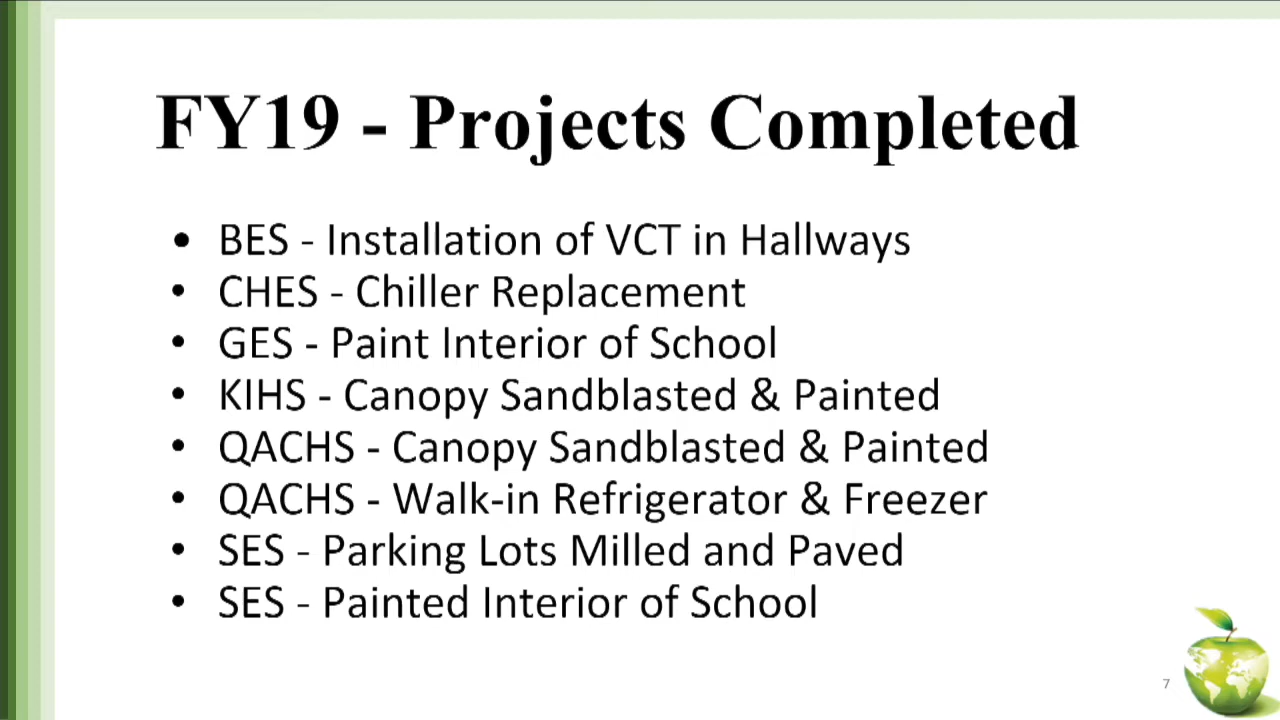 FY19 - Projects Completed
• BES - Installation of VCT in Hallways
• CHES - Chiller Replacement
• GES - Paint Interior of School
• KIHS - Canopy Sandblasted & Painted
• QACHS - Canopy Sandblasted & Painted
• QACHS - Walk-in Refrigerator & Freezer
• SES - Parking Lots Milled and Paved
• SES - Painted Interior of School
7